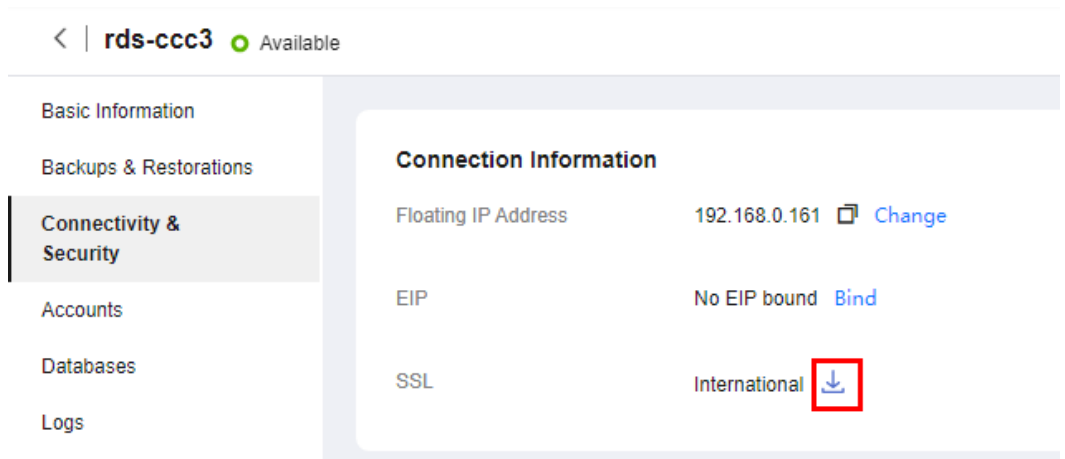 rds-ccc3 Available
Basic Information
Backups & Restorations
Connectivity &
Security
Accounts
Databases
Logs
Connection Information
Floating IP Address 192.168.0.161 Change
EIP No EIP bound Bind
SSL International